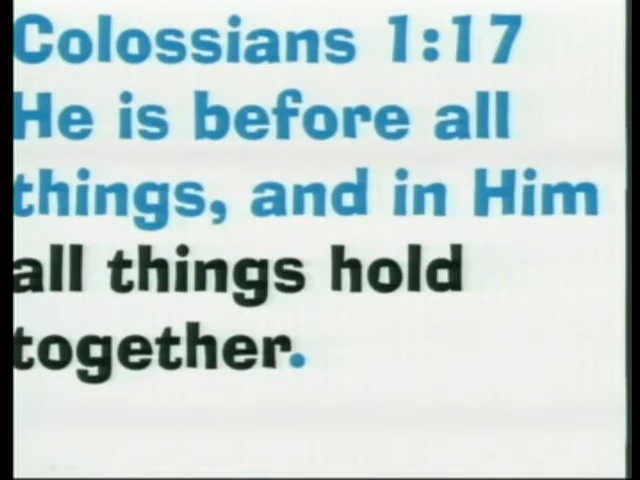 Colossians 1:17
He is before all
things, and in Him
all things hold
together.